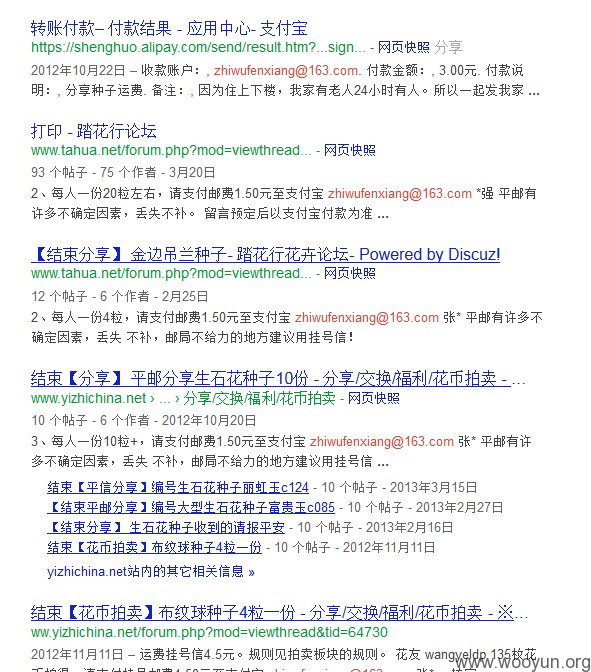 转账付款– 付款结果 - 应用中心- 支付宝
https://shenghuo.alipay.com/send/result.htm?...sign... - 网页快照 分享
2012年10月22日 – 收款账户：, zhiwufenxiang@163.com. 付款金额：, 3.00元. 付款说
明：, 分享种子运费. 备注：, 因为住上下楼，我家有老人24小时有人。所以一起发我家 ...
打印 - 踏花行论坛
www.tahua.net/forum.php?mod=viewthread... - 网页快照
93 个帖子 - 75 个作者 - 3月20日
2、每人一份20粒左右，请支付邮费1.50元至支付宝 zhiwufenxiang@163.com *强 平邮有
许多不确定因素，丢失不补。 留言预定后以支付宝付款为准 ...
【结束分享】 金边吊兰种子- 踏花行花卉论坛- Powered by Discuz!
www.tahua.net/forum.php?mod=viewthread... - 网页快照
12 个帖子 - 6 个作者 - 2月25日
2、每人一份4粒，请支付邮费1.50元至支付宝 zhiwufenxiang@163.com 张* 平邮有许多不
确定因素，丢失 不补，邮局不给力的地方建议用挂号信！
结束【分享】 平邮分享生石花种子10份 - 分享/交换/福利/花币拍卖 - ...
www.yizhichina.net › ... › 分享/交换/福利/花币拍卖 - 网页快照
10 个帖子 - 6 个作者 - 2012年10月20日
3、每人一份10粒+，请支付邮费1.50元至支付宝 zhiwufenxiang@163.com 张* 平邮有许
多不确定因素，丢失 不补，邮局不给力的地方建议用挂号信 ...
结束【平信分享】编号生石花种子丽虹玉c124 - 10 个帖子 - 2013年3月15日
【结束平邮分享】编号大型生石花种子富贵玉c085 - 10 个帖子 - 2013年2月27日
【结束分享】 生石花种子收到的请报平安 - 10 个帖子 - 2013年2月16日
结束【花币拍卖】布纹球种子4粒一份 - 10 个帖子 - 2012年11月11日
yizhichina.net站内的其它相关信息 »
结束【花币拍卖】布纹球种子4粒一份 - 分享/交换/福利/花币拍卖 - ※...
ww.yizhichina.net/forum.php?mod=viewthread&tid=64730
2012年11月11日 – 运费挂号信4.5元。规则见拍卖板块的规则。 花友 wangyeldp 135枚花
www.wooyun.org